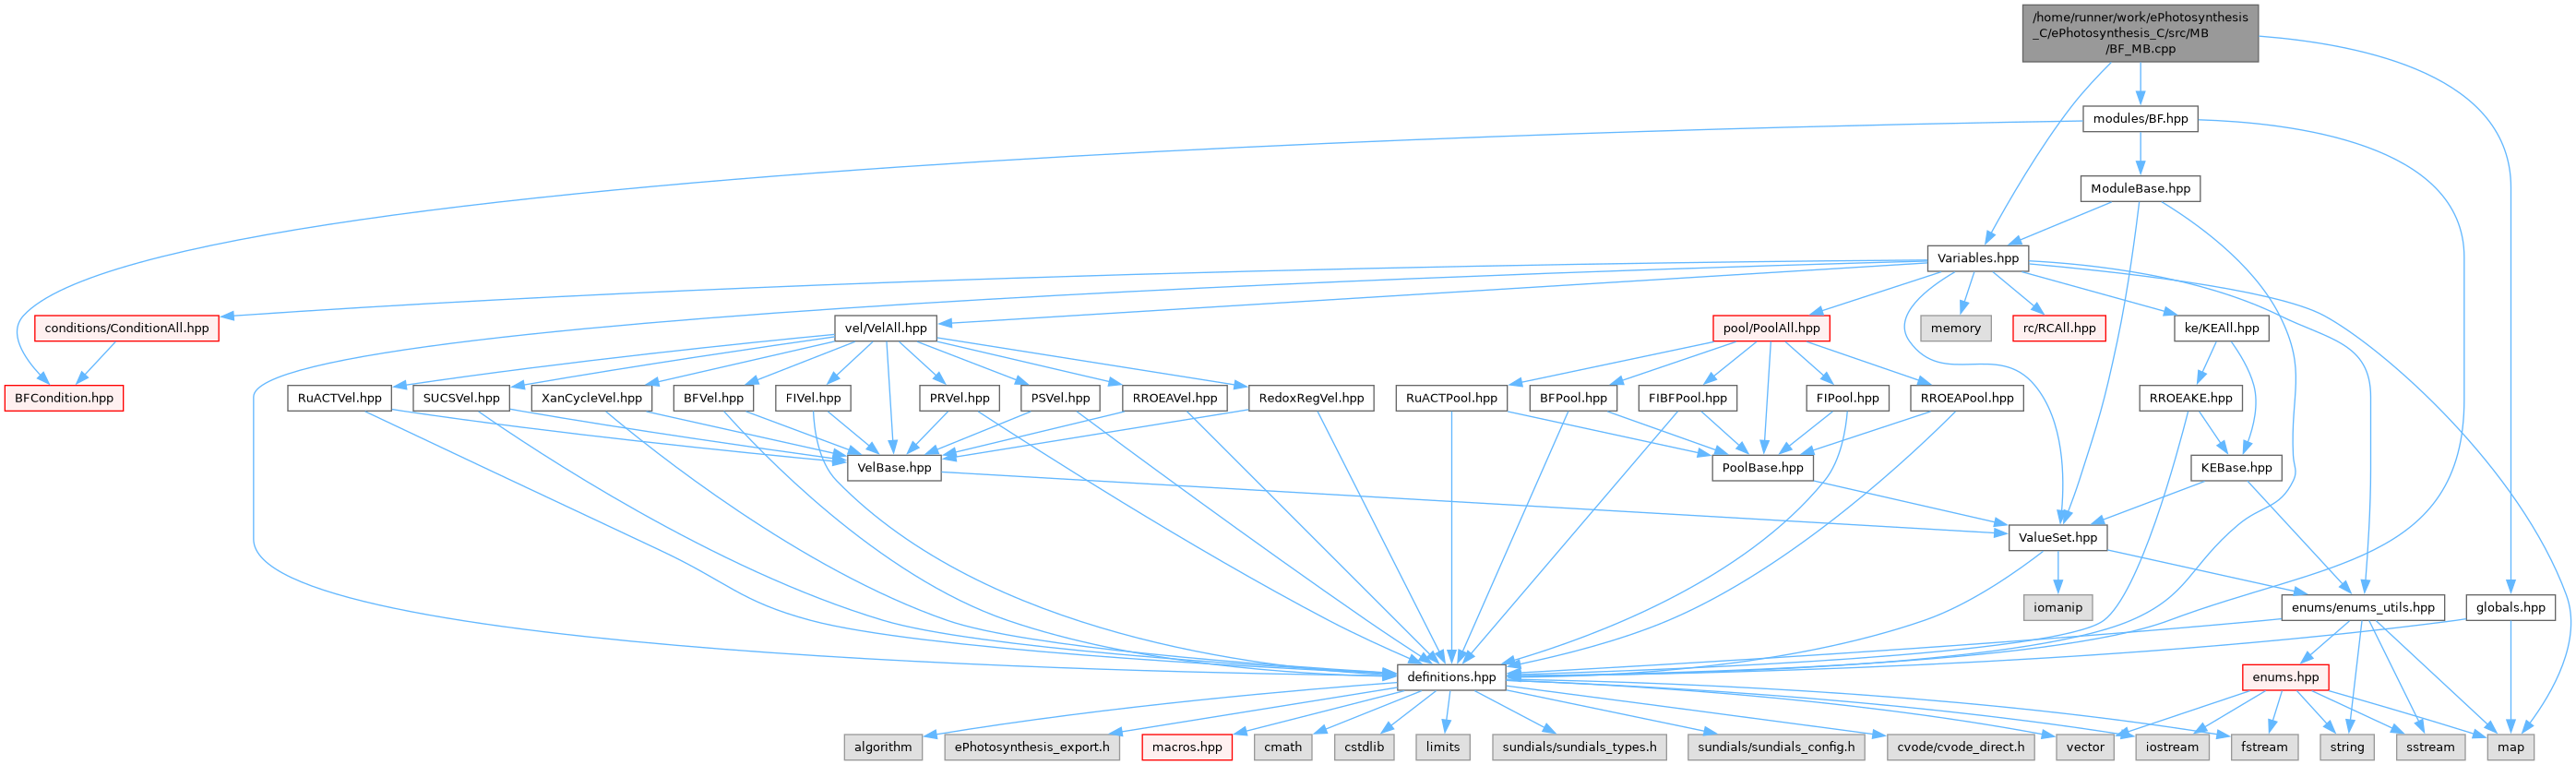 /home/runner/work/ePhotosynthesis
_C/ePhotosynthesis_C/src/MB
/BF_MB.cpp
modules/BF.hpp
ModuleBase.hpp
Variables.hpp
conditions/ConditionAll.hpp
vel/VelAll.hpp
pool/PoolAll.hpp
memory
rc/RCAll.hpp
ke/KEAll.hpp
BFCondition.hpp
RuACTVel.hpp
SUCSVel.hpp
XanCycleVel.hpp
BFVel.hpp
FIVel.hpp
PRVel.hpp
PSVel.hpp
RROEAVel.hpp
RedoxRegVel.hpp
RuACTPool.hpp
BFPool.hpp
FIBFPool.hpp
FIPool.hpp
RROEAPool.hpp
RROEAKE.hpp
VelBase.hpp
PoolBase.hpp
KEBase.hpp
ValueSet.hpp
iomanip
enums/enums_utils.hpp
globals.hpp
definitions.hpp
enums.hpp
algorithm
ePhotosynthesis_export.h
macros.hpp
cmath
cstdlib
limits
sundials/sundials_types.h
sundials/sundials_config.h
cvode/cvode_direct.h
vector
iostream
fstream
string
sstream
map